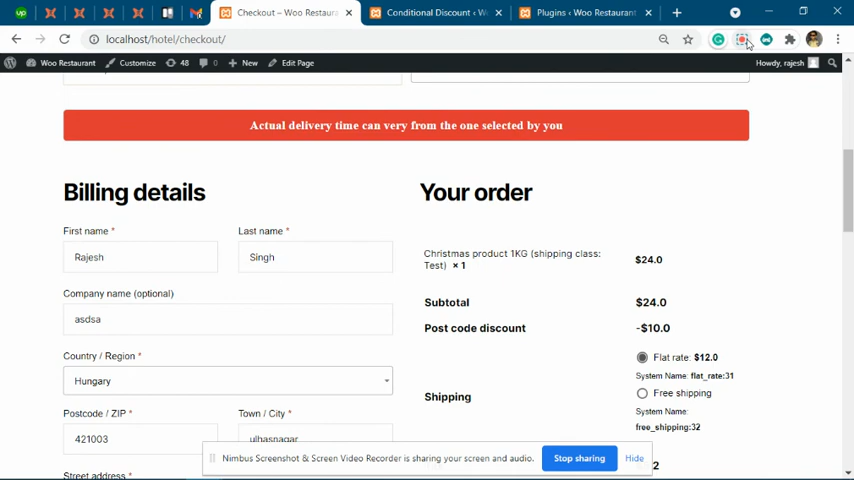 Checkout – Woo Restaura
Conditional Discount ‹ W
Plugins ‹ Woo Restaurant
localhost/hotel/checkout/
Woo Restaurant
Customize
48
New
Edit Page
Howdy, rajesh
Actual delivery time can very from the one selected by you
Billing details
Your order
First name *
Last name *
Rajesh
Singh
Christmas product 1KG (shipping class:
Test) × 1
$24.0
Company name (optional)
asdsa
Subtotal
$24.0
Post code discount
-$10.0
Country / Region *
Hungary
Shipping
Flat rate: $12.0
System Name: flat_rate:31
Free shipping
System Name:
free_shipping:32
Postcode / ZIP *
Town / City *
421003
ulhasnagar
Nimbus Screenshot & Screen Video Recorder is sharing your screen and audio.
Stop sharing
Hide
Street address *